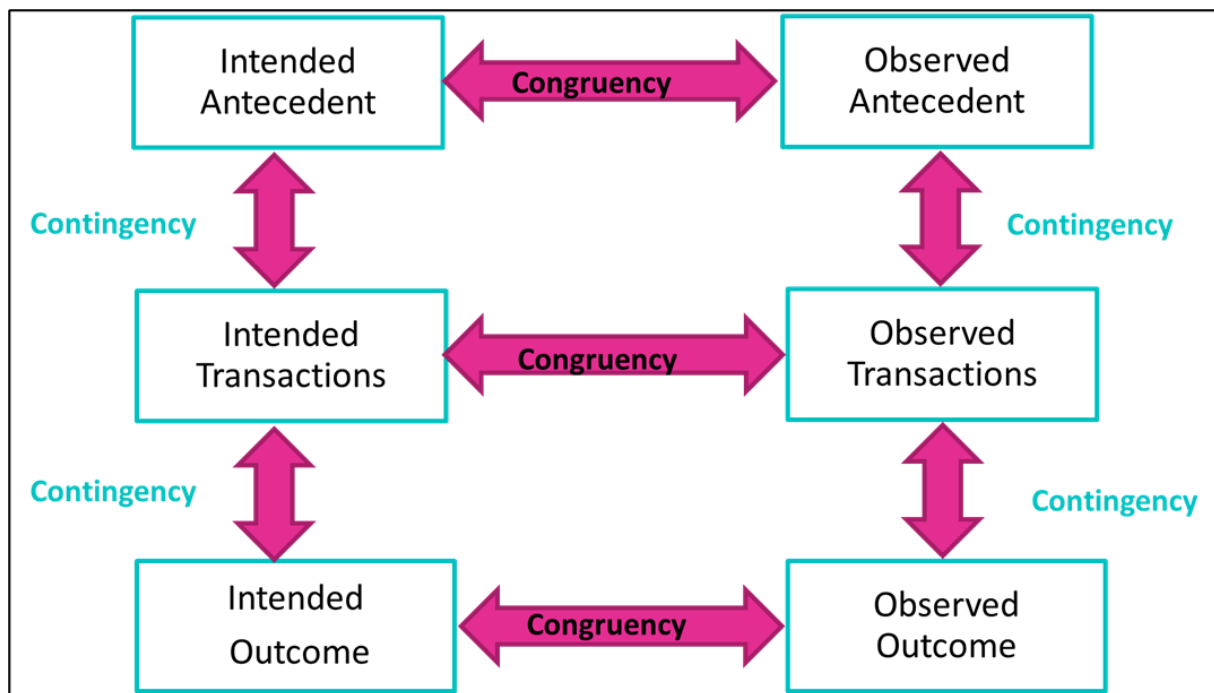 Intended
Antecedent
Congruency
Observed
Antecedent
Contingency
Contingency
Intended
Transactions
Congruency
Observed
Transactions
Contingency
Contingency
Intended
Outcome
Congruency
Observed
Outcome